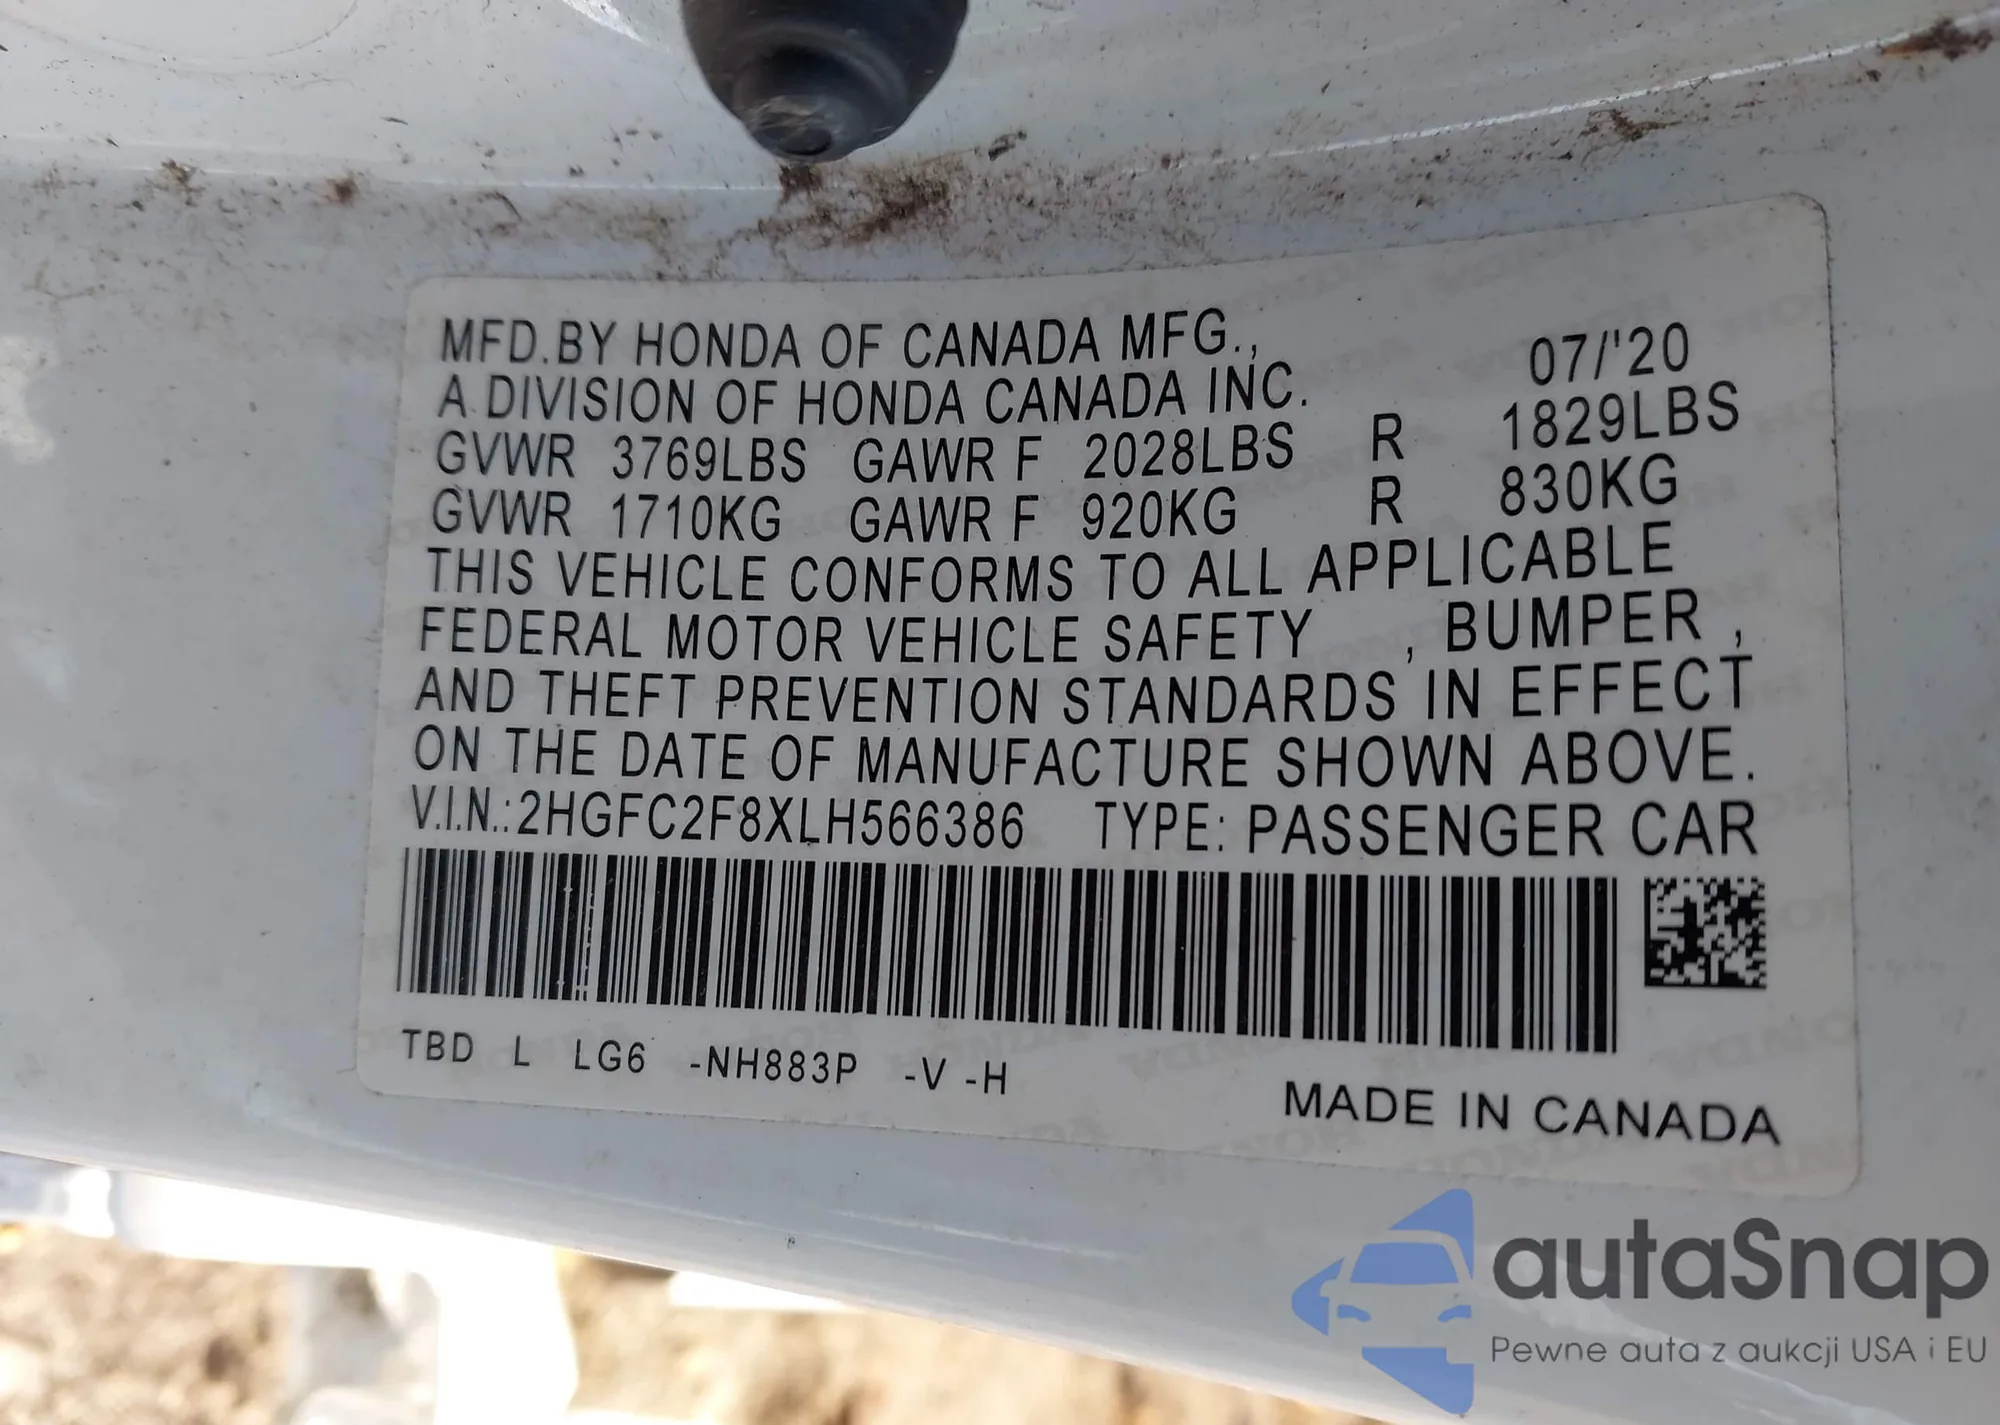 MFD.BY HONDA OF CANADA MFG.,
A DIVISION OF HONDA CANADA INC. 07/'20
GVWR 3769LBS GAWR F 2028LBS R 1829LBS
GVWR 1710KG GAWR F 920KG R 830KG
THIS VEHICLE CONFORMS TO ALL APPLICABLE
FEDERAL MOTOR VEHICLE SAFETY , BUMPER ,
AND THEFT PREVENTION STANDARDS IN EFFECT
ON THE DATE OF MANUFACTURE SHOWN ABOVE.
V.I.N.:2HGFC2F8XLH566386 TYPE: PASSENGER CAR
TBD L LG6 -NH883P -V -H
MADE IN CANADA
autaSnap
Pewne auta z aukcji USA i EU